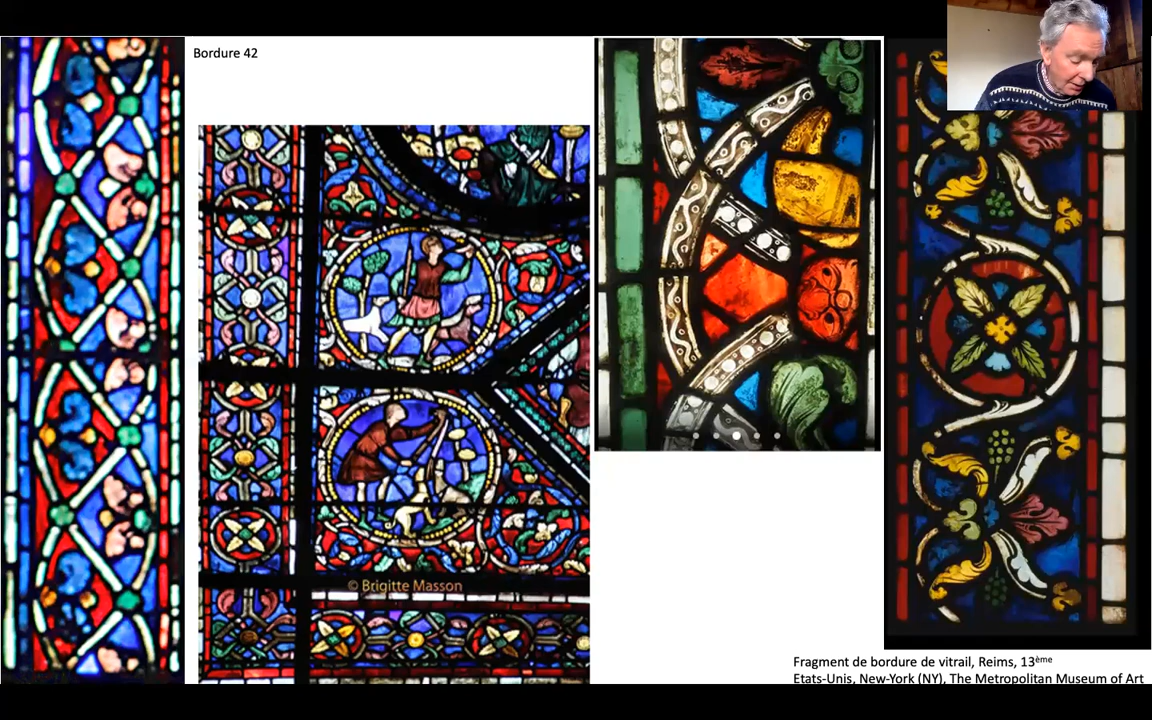 Bordure 42
© Brigitte Masson
Fragment de bordure de vitrail, Reims, 13ème
Etats-Unis, New-York (NY), The Metropolitan Museum of Art